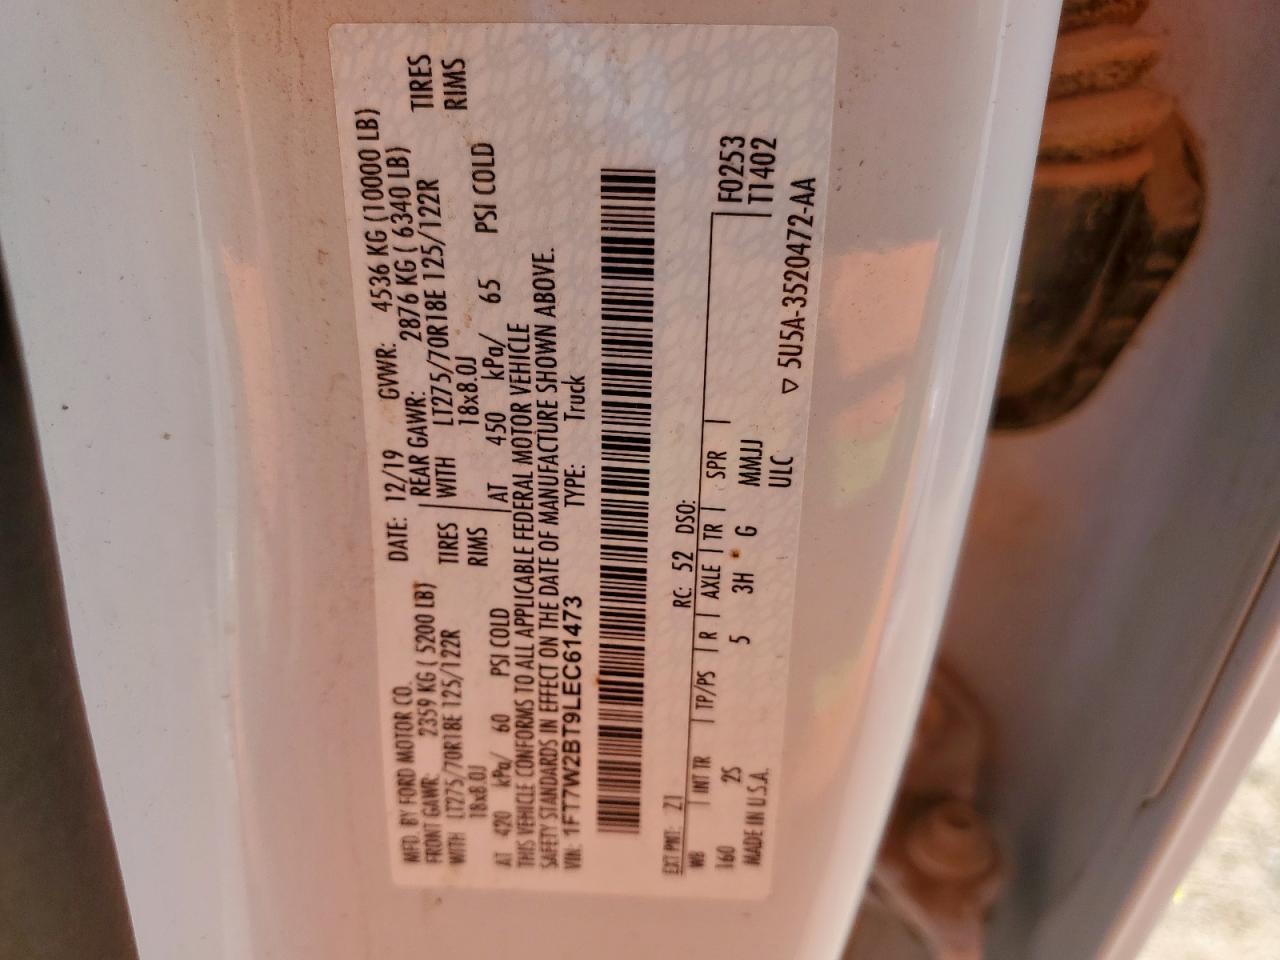 MFD. BY FORD MOTOR CO. DATE: 12/19 GVWR: 4536 KG (10000 LB)
FRONT GAWR: 2359 KG ( 5200 LB) REAR GAWR: 2876 KG ( 6340 LB)
WITH LT275/70R18E 125/122R TIRES WITH LT275/70R18E 125/122R TIRES
18x8.0J RIMS 18x8.0J RIMS
AT 420 kPa/ 60 PSI COLD AT 450 kPa/ 65 PSI COLD
THIS VEHICLE CONFORMS TO ALL APPLICABLE FEDERAL MOTOR VEHICLE
SAFETY STANDARDS IN EFFECT ON THE DATE OF MANUFACTURE SHOWN ABOVE.
VIN: 1FT7W2BT9LEC61473 TYPE: Truck
EXT PNT: Z1 RC: 52 DSO:
WB INT TR TP/PS R AXLE TR SPR F0253
160 2S 5 3H G MMJJ T1402
MADE IN U.S.A. ULC ▽ 5U5A-3520472-AA